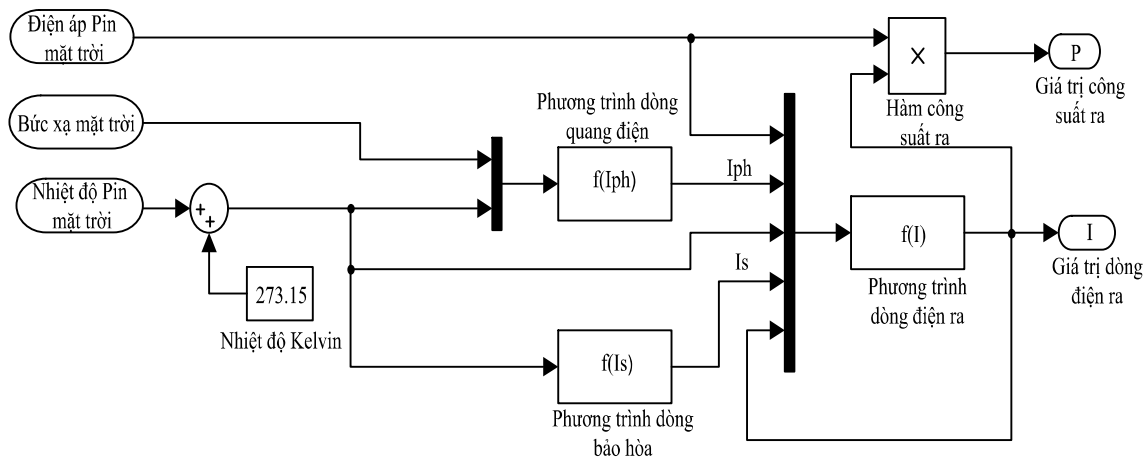 Điện áp Pin
mặt trời
Bức xạ mặt trời
Nhiệt độ Pin
mặt trời
+
+
273.15
Nhiệt độ Kelvin
Phương trình dòng
quang điện
f(Iph)
Iph
Is
f(Is)
Phương trình dòng
bảo hòa
f(I)
Phương trình
dòng điện ra
X
Hàm công
suất ra
P
Giá trị công
suất ra
I
Giá trị dòng
điện ra